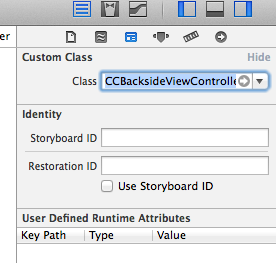 er
Custom Class
Hide
Class
CCBacksideViewControlle
Identity
Storyboard ID
Restoration ID
Use Storyboard ID
User Defined Runtime Attributes
Key Path Type Value